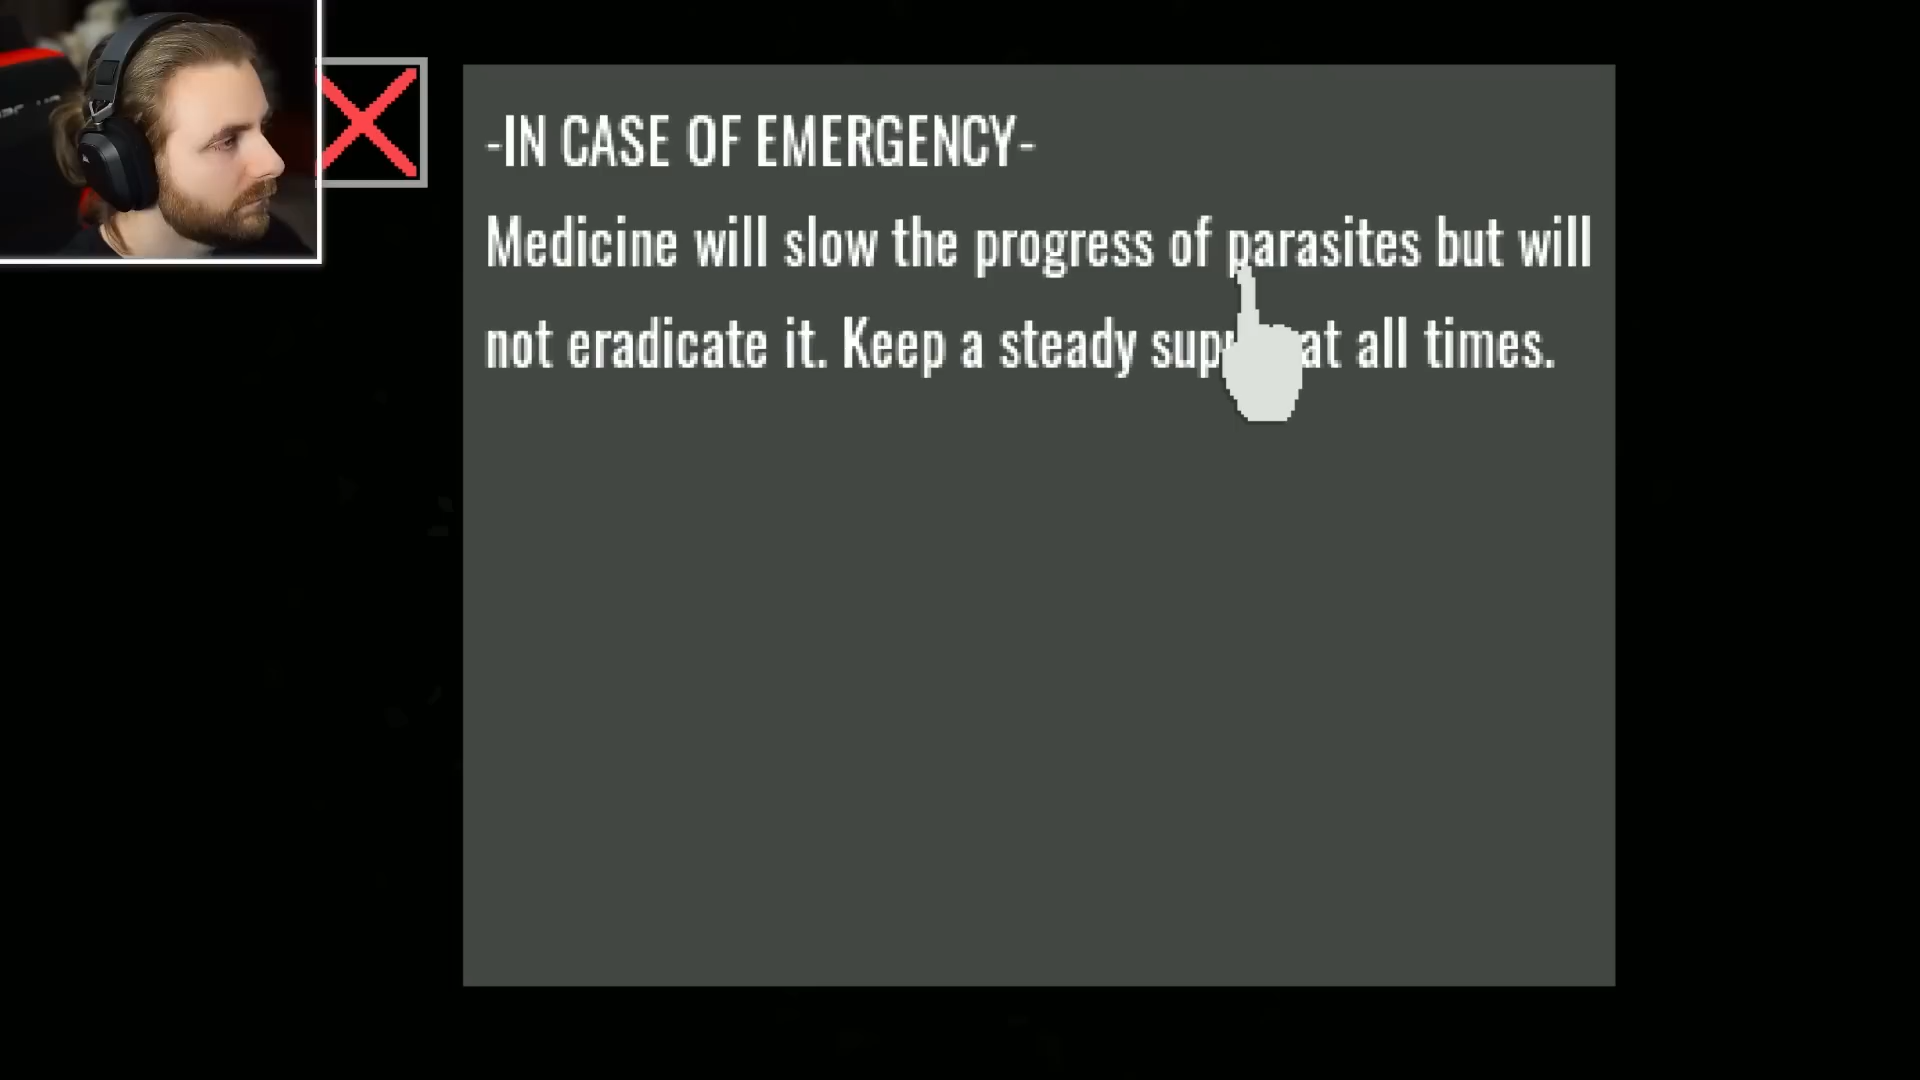 -IN CASE OF EMERGENCY-
Medicine will slow the progress of parasites but will
not eradicate it. Keep a steady at all times.